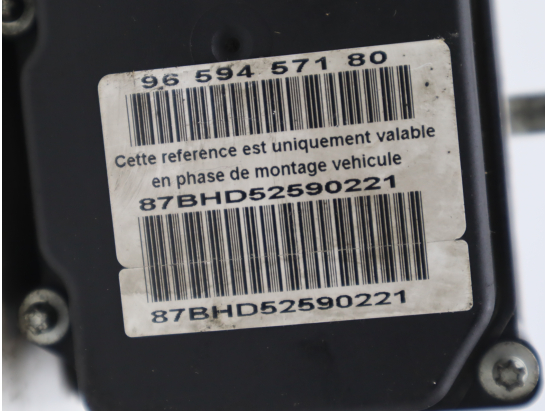 96 594 571 80
Cette reference est uniquement valable
en phase de montage vehicule
87BHD52590221
87BHD52590221